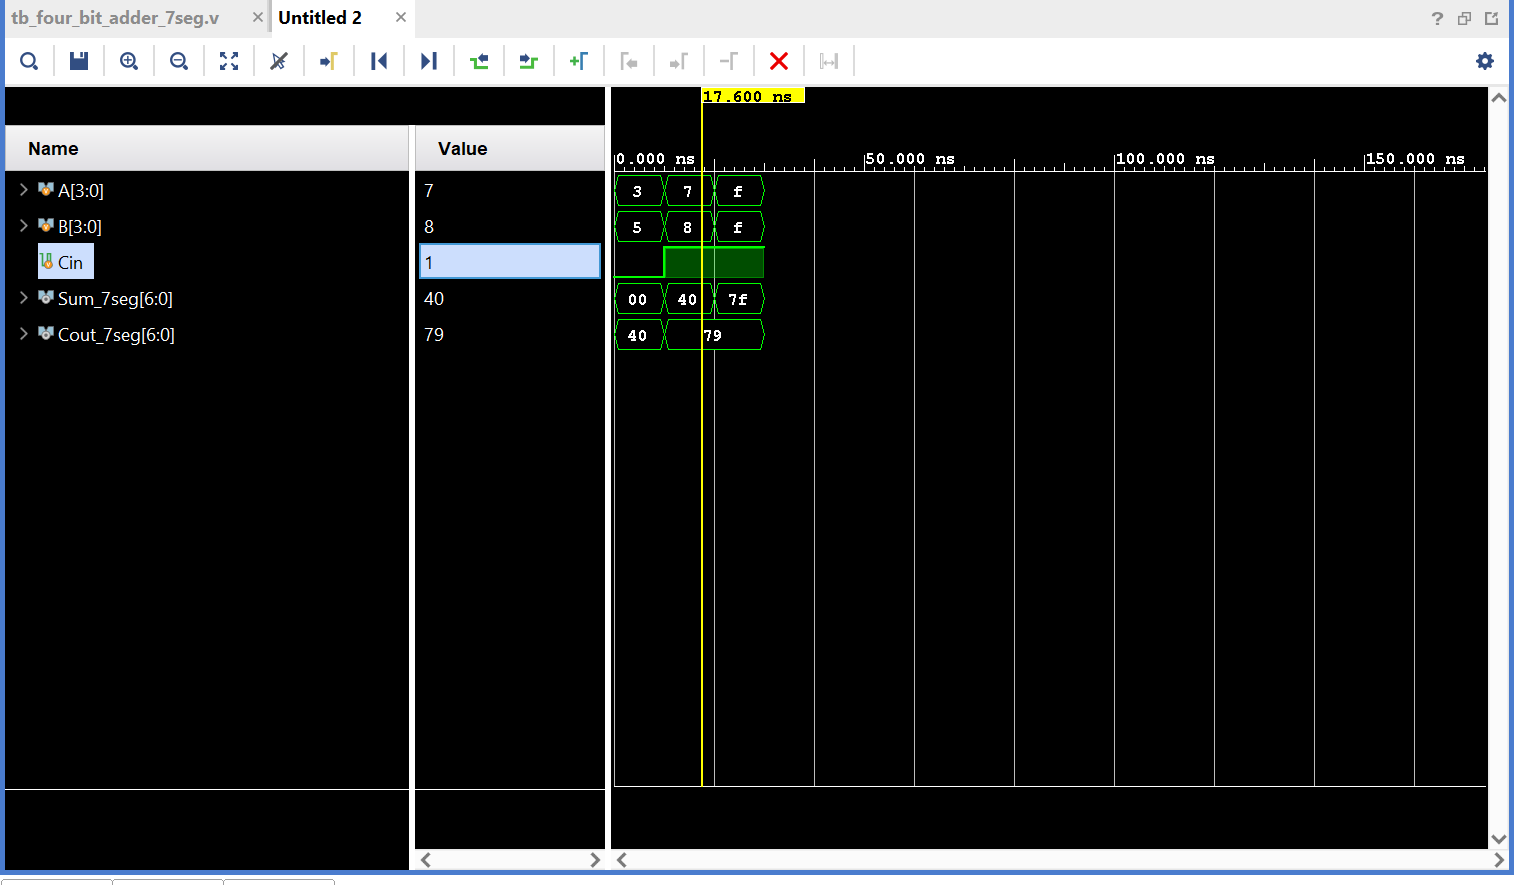 tb_four_bit_adder_7seg.v × Untitled 2 ×
?
17.600 ns
Name Value
0.000 ns 50.000 ns 100.000 ns 150.000 ns
A[3:0] 7 3 7 f
B[3:0] 8 5 8 f
Cin 1
Sum_7seg[6:0] 40 00 40 7f
Cout_7seg[6:0] 79 40 79